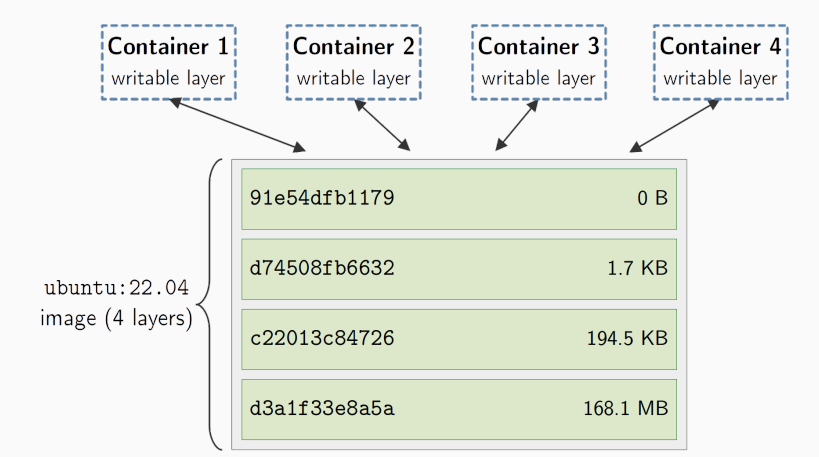 Container 1
writable layer
Container 2
writable layer
Container 3
writable layer
Container 4
writable layer
91e54dfb1179 0 B
d74508fb6632 1.7 KB
ubuntu:22.04
image (4 layers)
c22013c84726 194.5 KB
d3a1f33e8a5a 168.1 MB